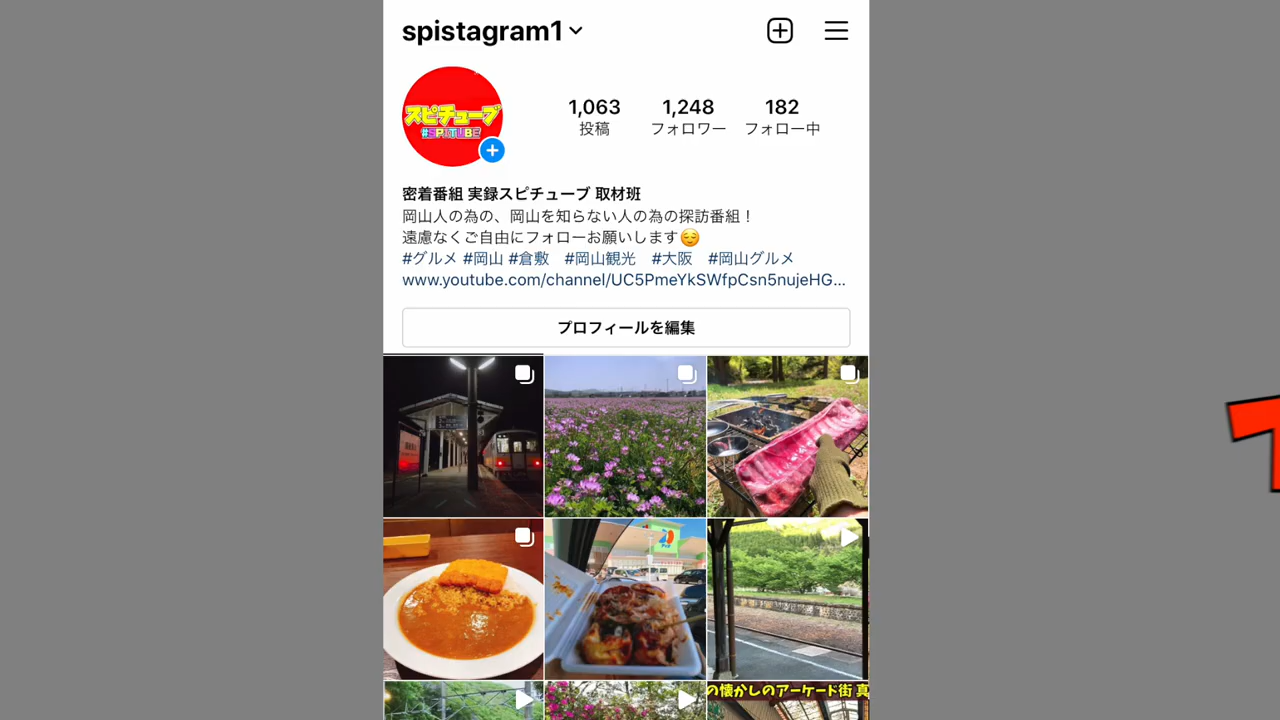 spistagram1
スピチューブ
#SPITUBE
1,063
投稿
1,248
フォロワー
182
フォロー中
密着番組 実録スピチューブ 取材班
岡山人の為の、岡山を知らない人の為の探訪番組！
遠慮なくご自由にフォローお願いします😌
#グルメ #岡山 #倉敷　#岡山観光　#大阪　#岡山グルメ
www.youtube.com/channel/UC5PmeYkSWfpCsn5nujeHG...
プロフィールを編集
の懐かしのアーケード街 真